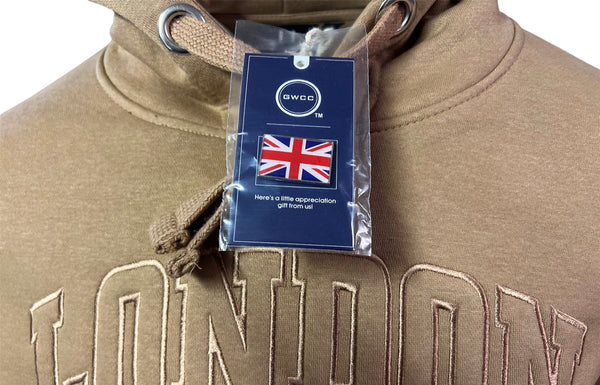 GWCC
TM
Here's a little appreciation
gift from us!
LONDON